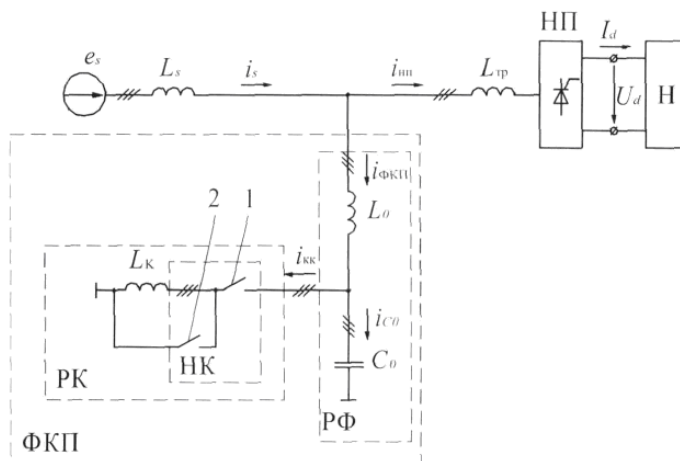 НП
I_d
e_s
L_s
i_s
i_нп
L_тр
U_d
Н
i_ФКП
2
1
L_0
L_К
i_кк
i_C0
НК
C_0
РК
РФ
ФКП